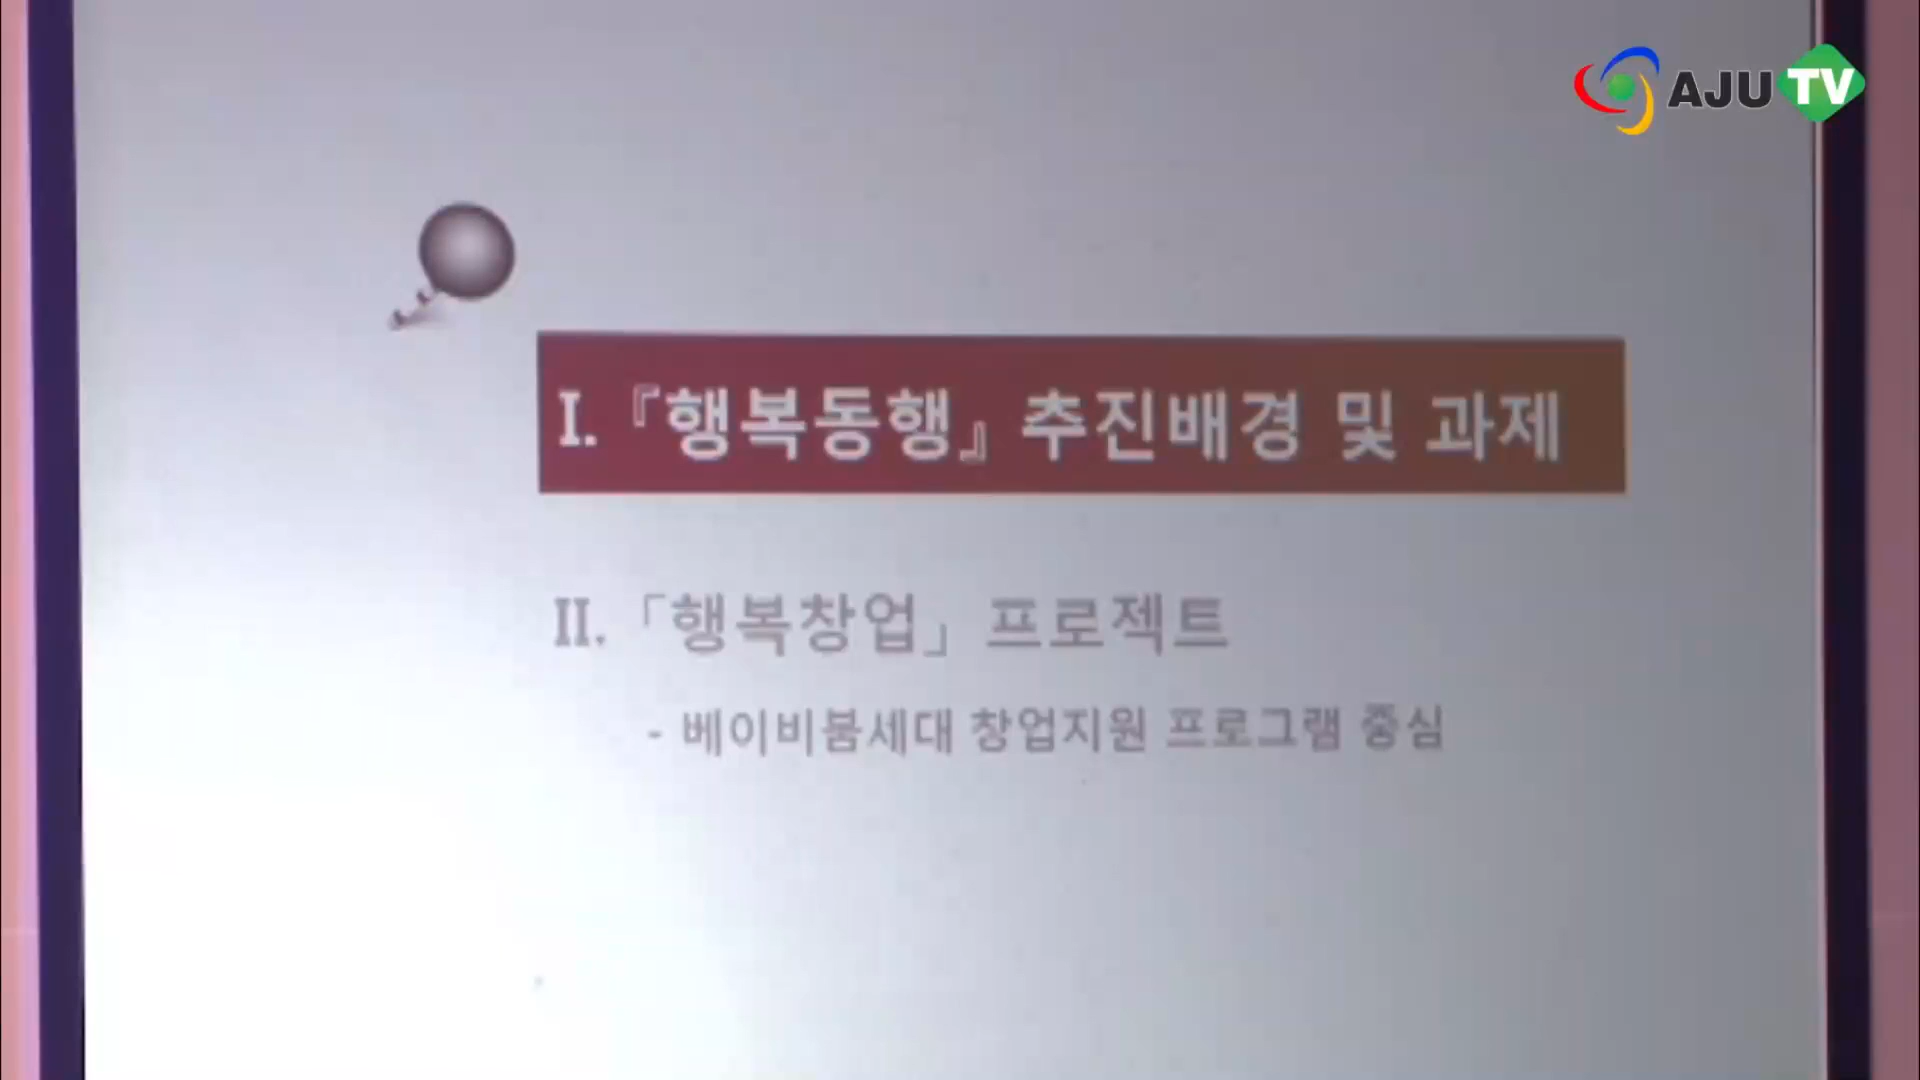 AJU TV
I. 『행복동행』 추진배경 및 과제
II. 「행복창업」 프로젝트
- 베이비붐세대 창업지원 프로그램 중심